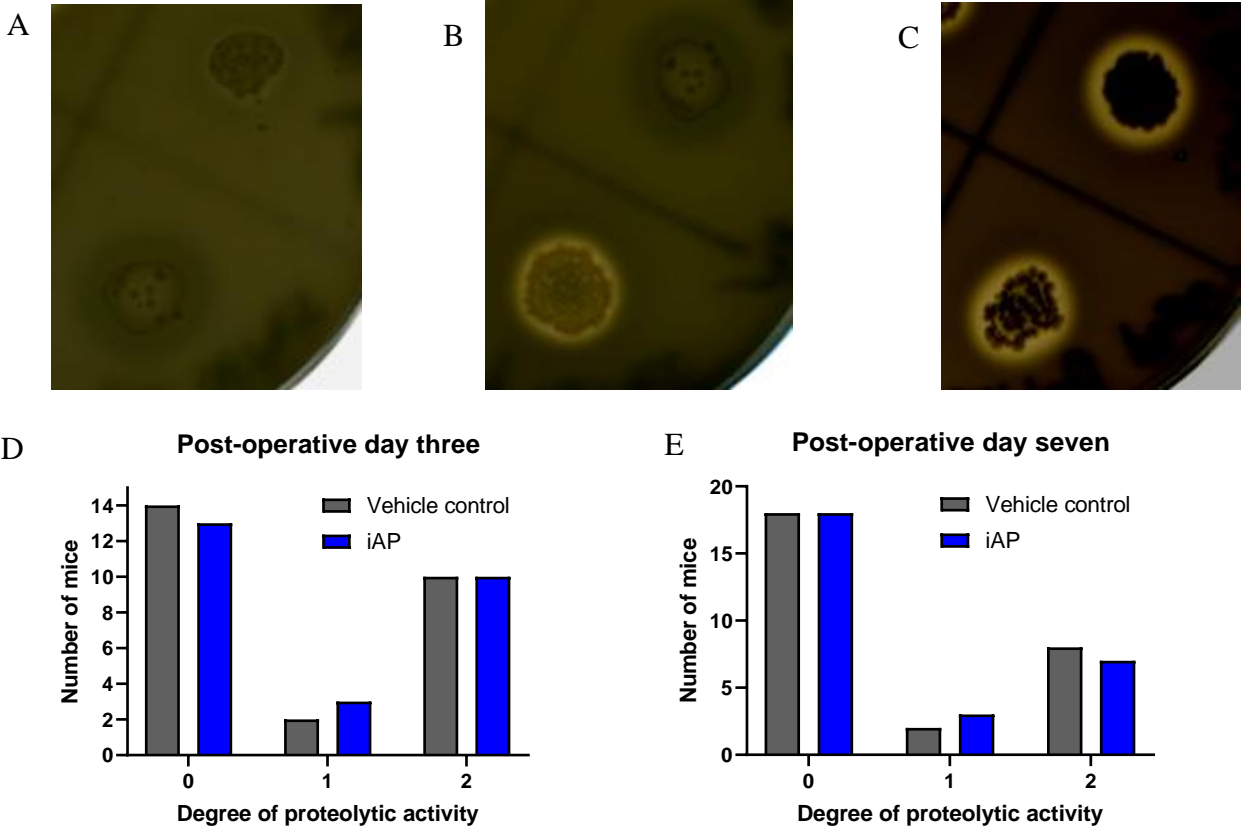 A
B
C
D
Post-operative day three
Vehicle control
iAP
14
12
10
8
6
4
2
0
Number of mice
0 1 2
Degree of proteolytic activity
E
Post-operative day seven
Vehicle control
iAP
20
15
10
5
0
Number of mice
0 1 2
Degree of proteolytic activity